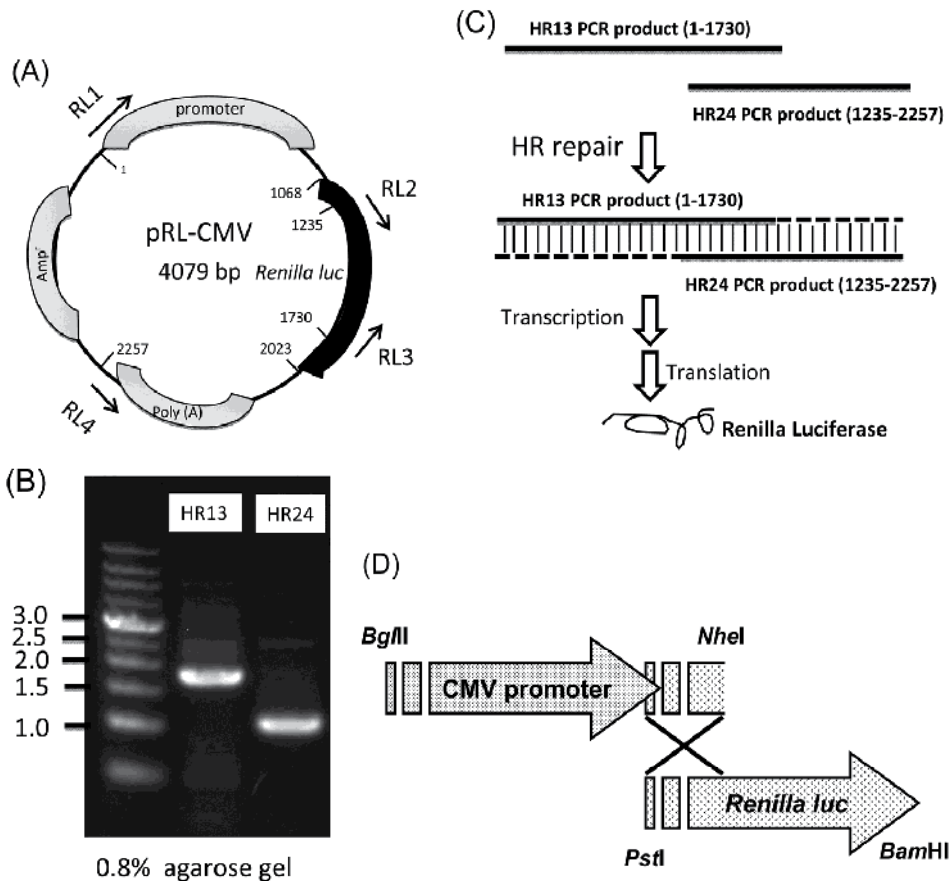 (A)
RL1
promoter
1
1068
RL2
1235
pRL-CMV
4079 bp
Renilla luc
Ampr
1730
2023
RL3
2257
RL4
Poly (A)
(B)
HR13
HR24
3.0
2.5
2.0
1.5
1.0
0.8% agarose gel
(C)
HR13 PCR product (1-1730)
HR24 PCR product (1235-2257)
HR repair
HR13 PCR product (1-1730)
HR24 PCR product (1235-2257)
Transcription
Translation
Renilla Luciferase
(D)
BglII
NheI
CMV promoter
Renilla luc
PstI
BamHI